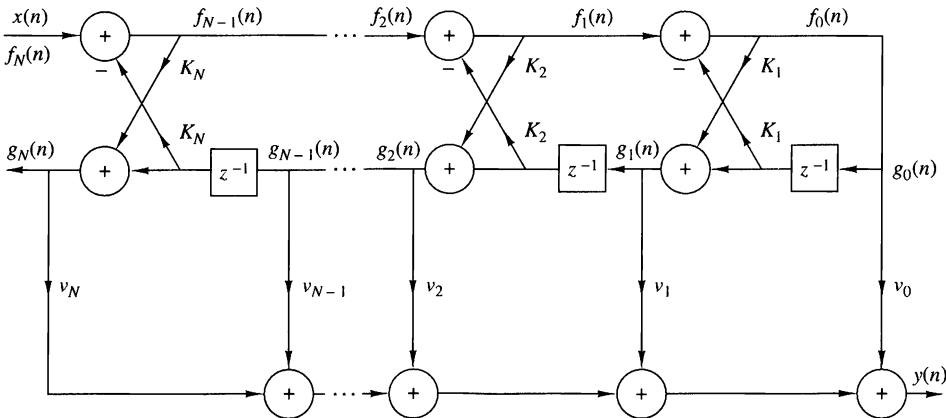 x(n) f_{N-1}(n) ... f_2(n) f_1(n) f_0(n)
+ + +
f_N(n) − − −
K_N K_2 K_1
K_N K_2 K_1
g_N(n) g_{N-1}(n) g_2(n) g_1(n)
+ z^{-1} ... + z^{-1} + z^{-1} g_0(n)
v_N v_{N-1} v_2 v_1 v_0
y(n)
+ ... + + +